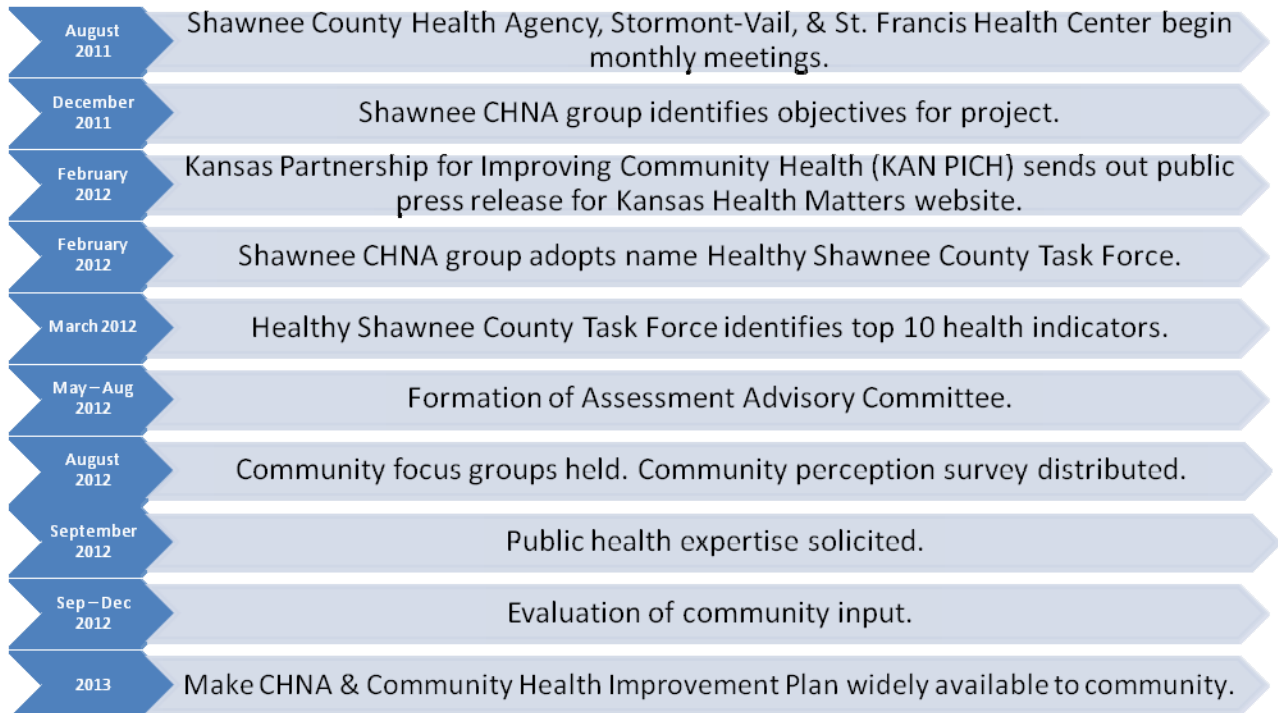 August
2011
Shawnee County Health Agency, Stormont-Vail, & St. Francis Health Center begin
monthly meetings.
December
2011
Shawnee CHNA group identifies objectives for project.
February
2012
Kansas Partnership for Improving Community Health (KAN PICH) sends out public
press release for Kansas Health Matters website.
February
2012
Shawnee CHNA group adopts name Healthy Shawnee County Task Force.
March 2012
Healthy Shawnee County Task Force identifies top 10 health indicators.
May – Aug
2012
Formation of Assessment Advisory Committee.
August
2012
Community focus groups held. Community perception survey distributed.
September
2012
Public health expertise solicited.
Sep – Dec
2012
Evaluation of community input.
2013
Make CHNA & Community Health Improvement Plan widely available to community.